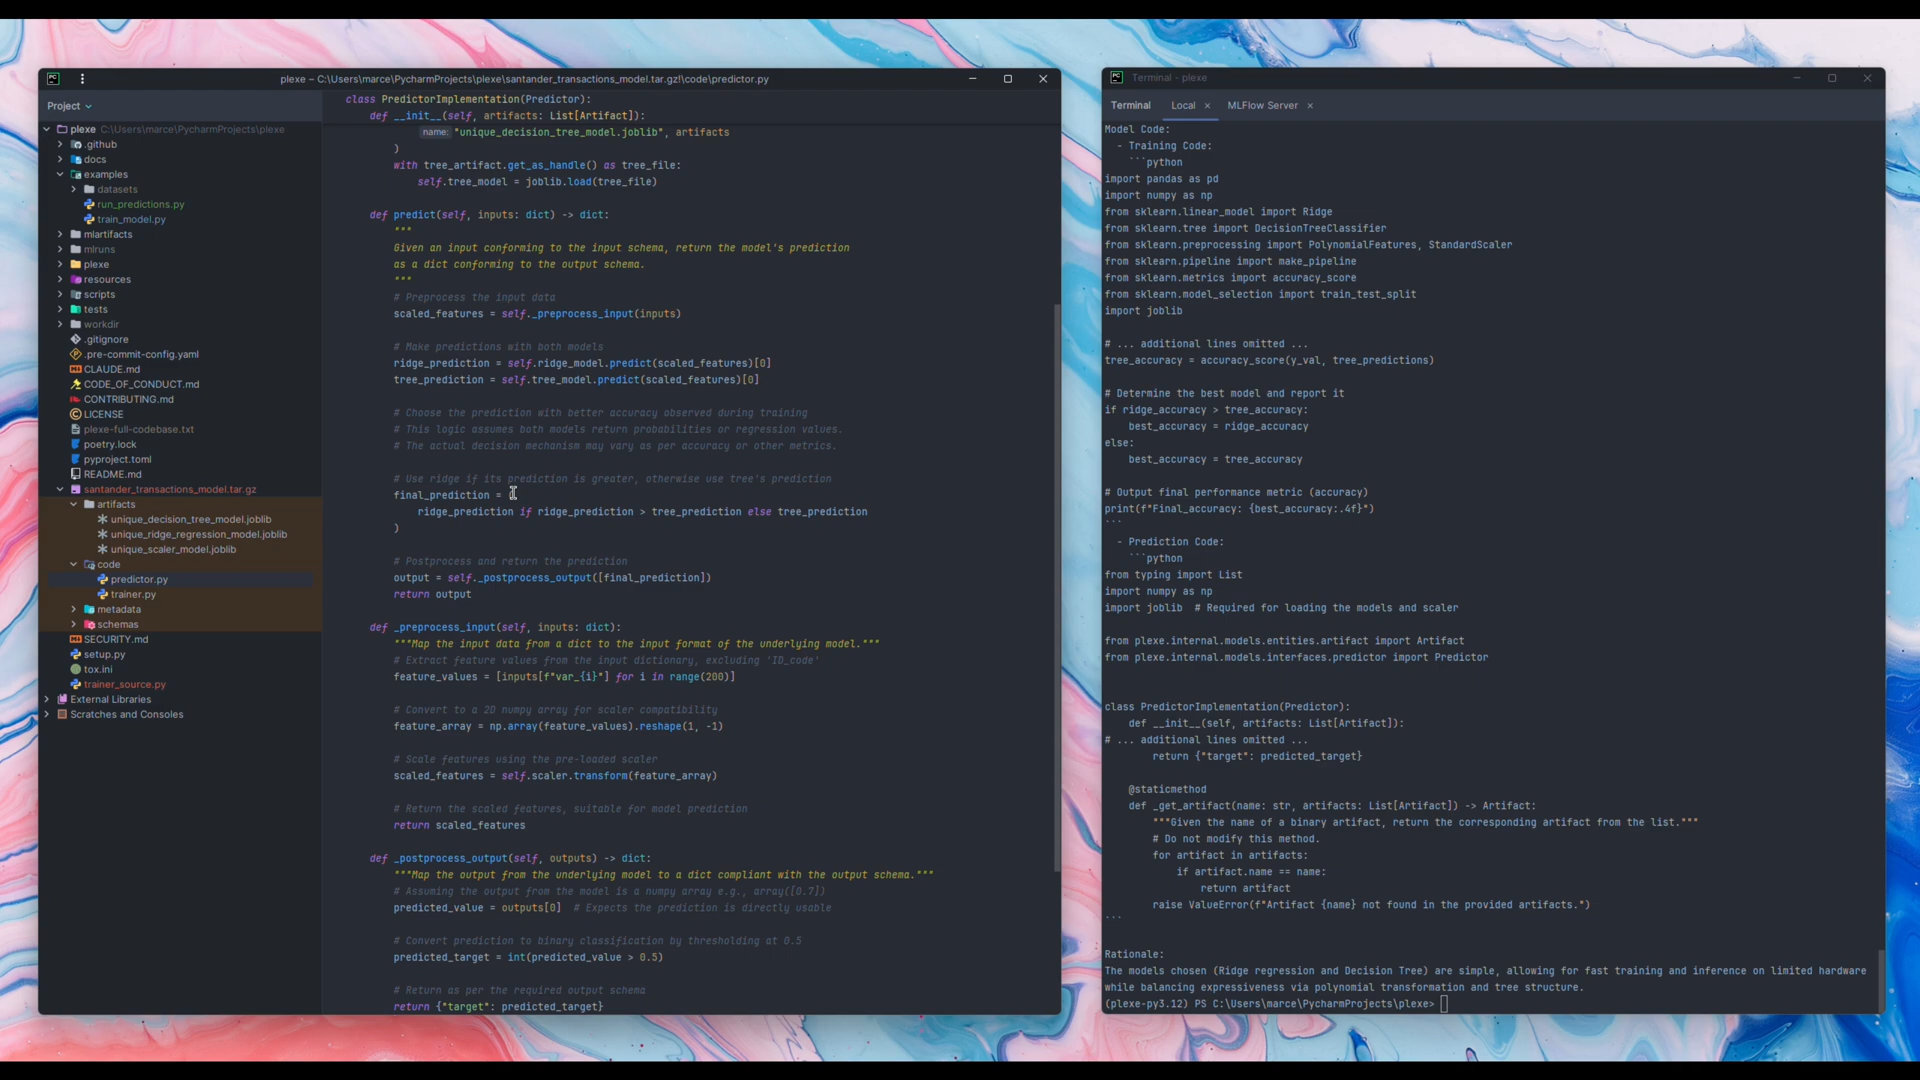 plexe – C:\Users\marce\PycharmProjects\plexe\santander_transactions_model.tar.gz!\code\predictor.py
Project
plexe C:\Users\marce\PycharmProjects\plexe
.github
docs
examples
datasets
run_predictions.py
train_model.py
mlartifacts
mlruns
plexe
resources
scripts
tests
workdir
.gitignore
.pre-commit-config.yaml
CLAUDE.md
CODE_OF_CONDUCT.md
CONTRIBUTING.md
LICENSE
plexe-full-codebase.txt
poetry.lock
pyproject.toml
README.md
santander_transactions_model.tar.gz
artifacts
unique_decision_tree_model.joblib
unique_ridge_regression_model.joblib
unique_scaler_model.joblib
code
predictor.py
trainer.py
metadata
schemas
SECURITY.md
setup.py
tox.ini
trainer_source.py
External Libraries
Scratches and Consoles
class PredictorImplementation(Predictor):
def __init__(self, artifacts: List[Artifact]):
name: "unique_decision_tree_model.joblib", artifacts
)
with tree_artifact.get_as_handle() as tree_file:
self.tree_model = joblib.load(tree_file)
def predict(self, inputs: dict) -> dict:
"""
Given an input conforming to the input schema, return the model's prediction
as a dict conforming to the output schema.
"""
# Preprocess the input data
scaled_features = self._preprocess_input(inputs)
# Make predictions with both models
ridge_prediction = self.ridge_model.predict(scaled_features)[0]
tree_prediction = self.tree_model.predict(scaled_features)[0]
# Choose the prediction with better accuracy observed during training
# This logic assumes both models return probabilities or regression values.
# The actual decision mechanism may vary as per accuracy or other metrics.
# Use ridge if its prediction is greater, otherwise use tree's prediction
final_prediction = (
ridge_prediction if ridge_prediction > tree_prediction else tree_prediction
)
# Postprocess and return the prediction
output = self._postprocess_output([final_prediction])
return output
def _preprocess_input(self, inputs: dict):
"""Map the input data from a dict to the input format of the underlying model."""
# Extract feature values from the input dictionary, excluding 'ID_code'
feature_values = [inputs[f"var_{i}"] for i in range(200)]
# Convert to a 2D numpy array for scaler compatibility
feature_array = np.array(feature_values).reshape(1, -1)
# Scale features using the pre-loaded scaler
scaled_features = self.scaler.transform(feature_array)
# Return the scaled features, suitable for model prediction
return scaled_features
def _postprocess_output(self, outputs) -> dict:
"""Map the output from the underlying model to a dict compliant with the output schema."""
# Assuming the output from the model is a numpy array e.g., array([0.7])
predicted_value = outputs[0]  # Expects the prediction is directly usable
# Convert prediction to binary classification by thresholding at 0.5
predicted_target = int(predicted_value > 0.5)
# Return as per the required output schema
return {"target": predicted_target}
Terminal - plexe
Terminal Local × MLFlow Server ×
Model Code:
- Training Code:
```python
import pandas as pd
import numpy as np
from sklearn.linear_model import Ridge
from sklearn.tree import DecisionTreeClassifier
from sklearn.preprocessing import PolynomialFeatures, StandardScaler
from sklearn.pipeline import make_pipeline
from sklearn.metrics import accuracy_score
from sklearn.model_selection import train_test_split
import joblib
# ... additional lines omitted ...
tree_accuracy = accuracy_score(y_val, tree_predictions)
# Determine the best model and report it
if ridge_accuracy > tree_accuracy:
best_accuracy = ridge_accuracy
else:
best_accuracy = tree_accuracy
# Output final performance metric (accuracy)
print(f"Final_accuracy: {best_accuracy:.4f}")
```
- Prediction Code:
```python
from typing import List
import numpy as np
import joblib  # Required for loading the models and scaler
from plexe.internal.models.entities.artifact import Artifact
from plexe.internal.models.interfaces.predictor import Predictor
class PredictorImplementation(Predictor):
def __init__(self, artifacts: List[Artifact]):
# ... additional lines omitted ...
return {"target": predicted_target}
@staticmethod
def _get_artifact(name: str, artifacts: List[Artifact]) -> Artifact:
"""Given the name of a binary artifact, return the corresponding artifact from the list."""
# Do not modify this method.
for artifact in artifacts:
if artifact.name == name:
return artifact
raise ValueError(f"Artifact {name} not found in the provided artifacts.")
```
Rationale:
The models chosen (Ridge regression and Decision Tree) are simple, allowing for fast training and inference on limited hardware
while balancing expressiveness via polynomial transformation and tree structure.
(plexe-py3.12) PS C:\Users\marce\PycharmProjects\plexe>